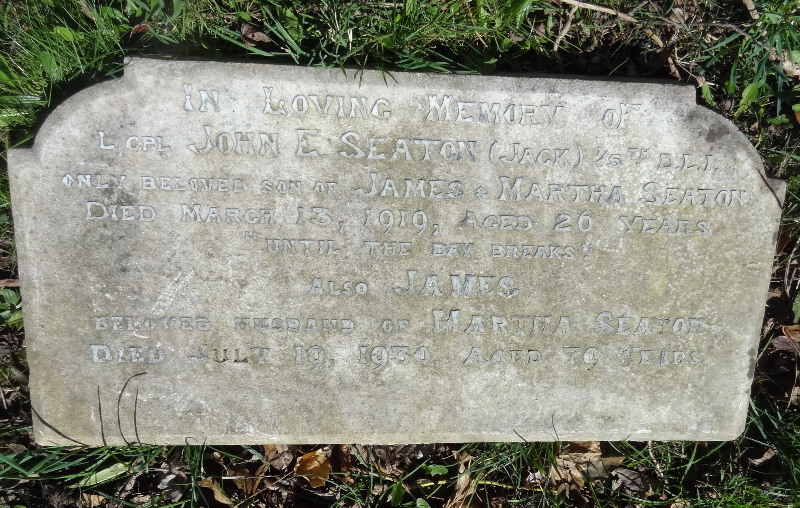 IN LOVING MEMORY OF
L/CPL JOHN E. SEATON (JACK) 1/5TH D.L.I.
ONLY BELOVED SON OF JAMES & MARTHA SEATON
DIED MARCH 13, 1919, AGED 26 YEARS
"UNTIL THE DAY BREAKS"
ALSO JAMES
BELOVED HUSBAND OF MARTHA SEATON
DIED JULY 19, 1930, AGED 70 YEARS